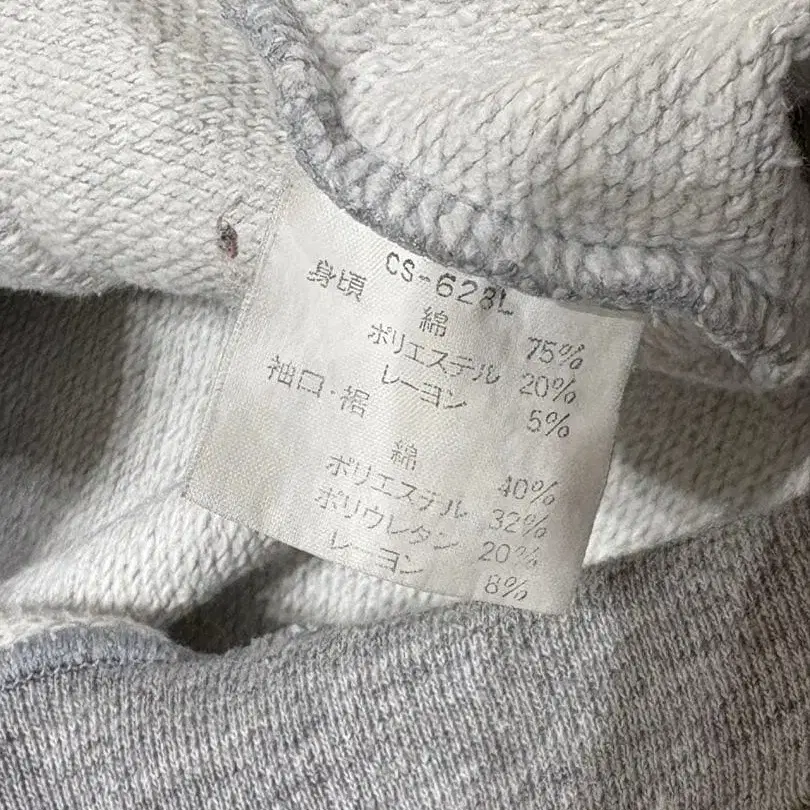 CS-628L
身頃
綿 75%
ポリエステル 20%
レーヨン 5%
袖口・裾
綿 40%
ポリエステル 32%
ポリウレタン 20%
レーヨン 8%